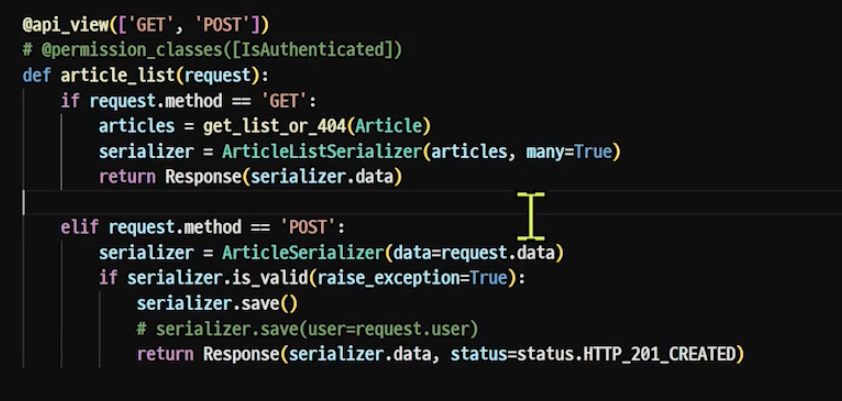 @api_view(['GET', 'POST'])
# @permission_classes([IsAuthenticated])
def article_list(request):
    if request.method == 'GET':
        articles = get_list_or_404(Article)
        serializer = ArticleListSerializer(articles, many=True)
        return Response(serializer.data)

    elif request.method == 'POST':
        serializer = ArticleSerializer(data=request.data)
        if serializer.is_valid(raise_exception=True):
            serializer.save()
            # serializer.save(user=request.user)
            return Response(serializer.data, status=status.HTTP_201_CREATED)